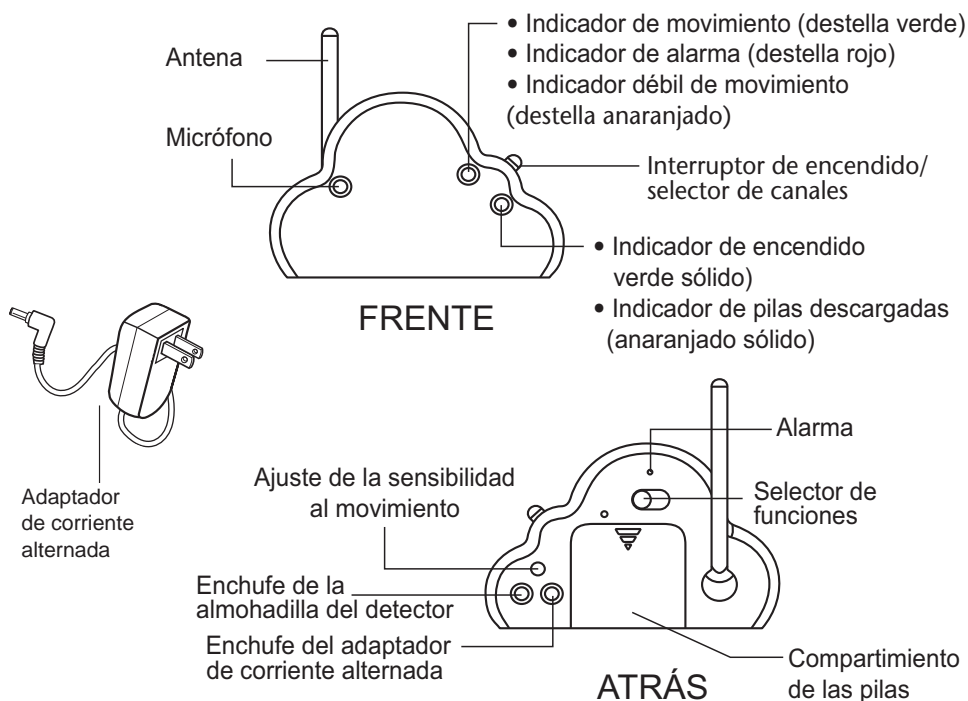 • Indicador de movimiento (destella verde)
• Indicador de alarma (destella rojo)
• Indicador débil de movimiento
(destella anaranjado)
Antena
Micrófono
Interruptor de encendido/
selector de canales
• Indicador de encendido
verde sólido)
• Indicador de pilas descargadas
(anaranjado sólido)
FRENTE
Adaptador
de corriente
alternada
Alarma
Ajuste de la sensibilidad
al movimiento
Selector de
funciones
Enchufe de la
almohadilla del detector
Enchufe del adaptador
de corriente alternada
Compartimiento
de las pilas
ATRÁS